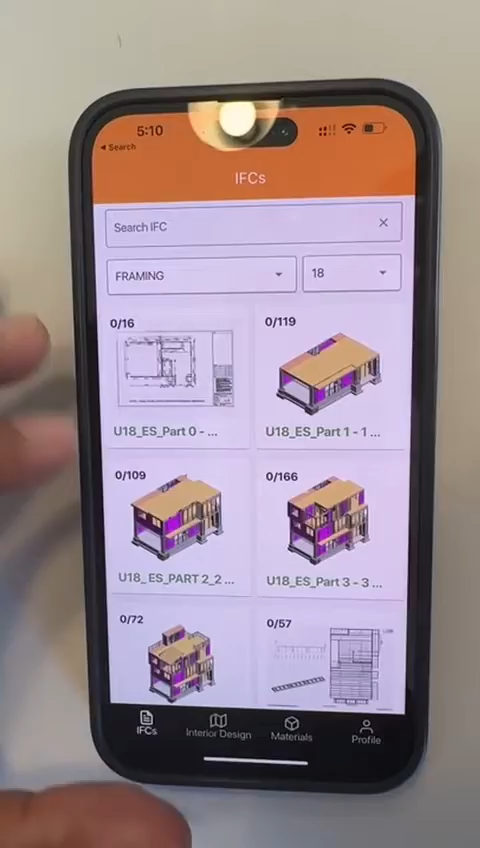 5:10
◂ Search
IFCs
Search IFC
FRAMING
18
0/16
0/119
U18_ES_Part 0 - ...
U18_ES_Part 1 - 1 ...
0/109
0/166
U18_ES_PART 2_2 ...
U18_ES_Part 3 - 3 ...
0/72
0/57
IFCs
Interior Design
Materials
Profile